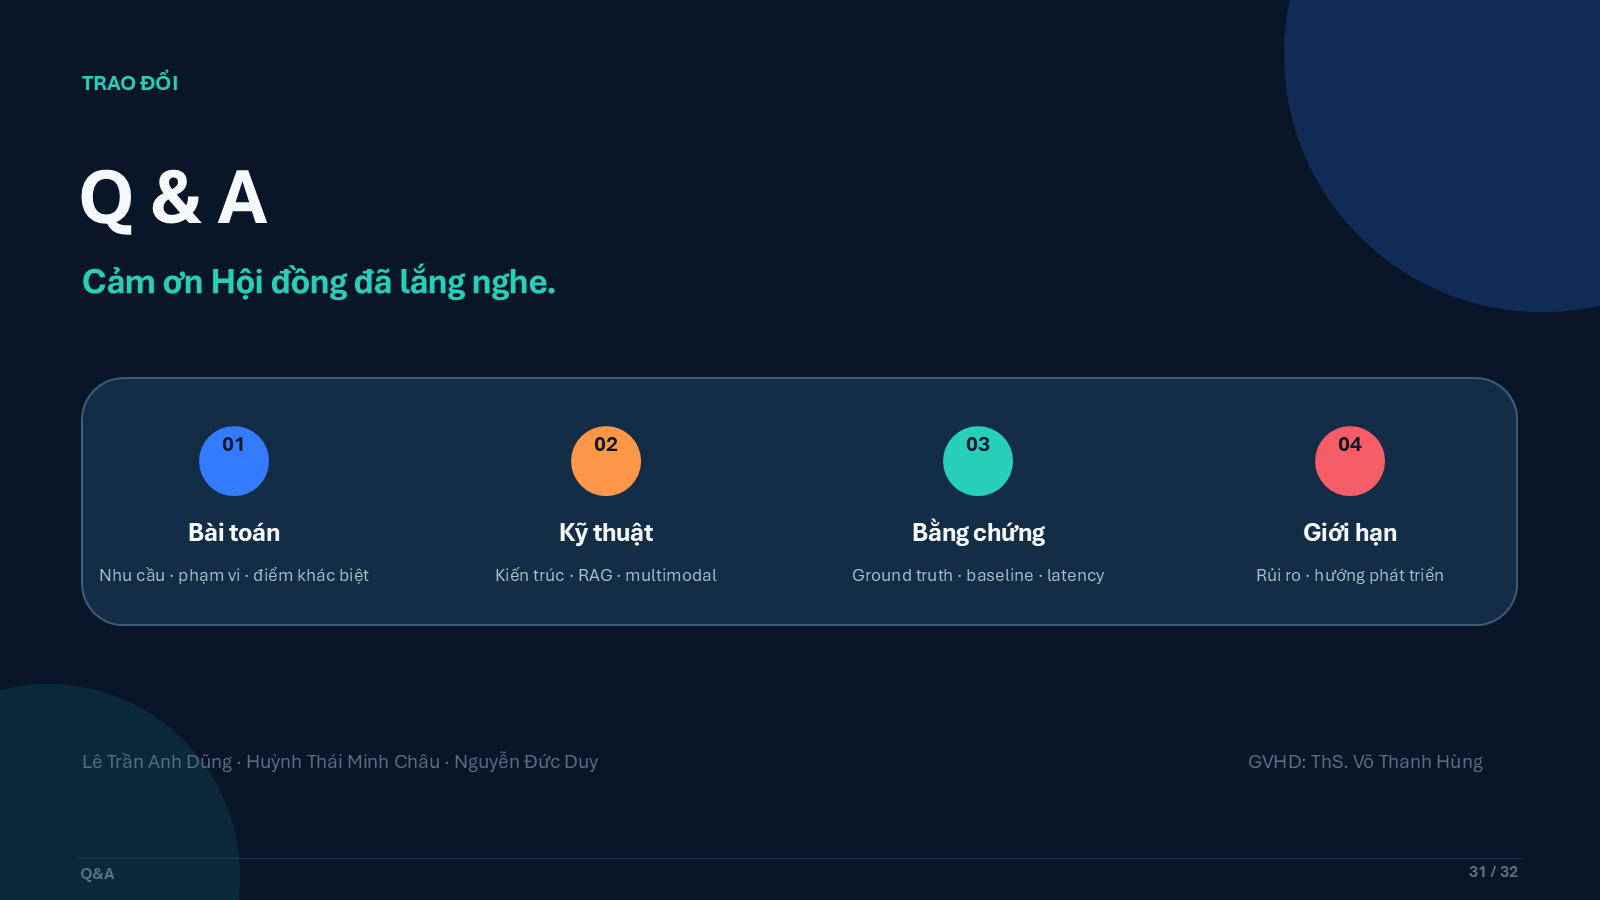 TRAO ĐỔI
Q & A
Cảm ơn Hội đồng đã lắng nghe.
01
Bài toán
Nhu cầu · phạm vi · điểm khác biệt
02
Kỹ thuật
Kiến trúc · RAG · multimodal
03
Bằng chứng
Ground truth · baseline · latency
04
Giới hạn
Rủi ro · hướng phát triển
Lê Trần Anh Dũng · Huỳnh Thái Minh Châu · Nguyễn Đức Duy
GVHD: ThS. Võ Thanh Hùng
Q&A
31 / 32